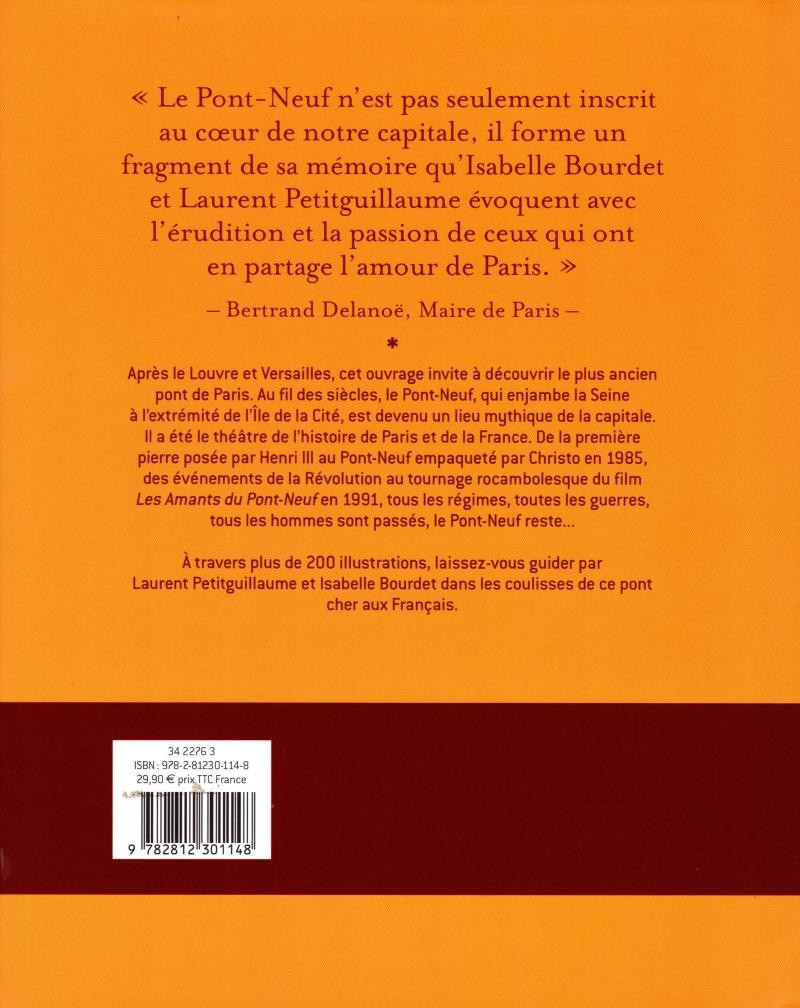 « Le Pont-Neuf n'est pas seulement inscrit
au cœur de notre capitale, il forme un
fragment de sa mémoire qu'Isabelle Bourdet
et Laurent Petitguillaume évoquent avec
l'érudition et la passion de ceux qui ont
en partage l'amour de Paris. »
– Bertrand Delanoë, Maire de Paris –
*
Après le Louvre et Versailles, cet ouvrage invite à découvrir le plus ancien
pont de Paris. Au fil des siècles, le Pont-Neuf, qui enjambe la Seine
à l'extrémité de l'Île de la Cité, est devenu un lieu mythique de la capitale.
Il a été le théâtre de l'histoire de Paris et de la France. De la première
pierre posée par Henri III au Pont-Neuf empaqueté par Christo en 1985,
des événements de la Révolution au tournage rocambolesque du film
Les Amants du Pont-Neuf en 1991, tous les régimes, toutes les guerres,
tous les hommes sont passés, le Pont-Neuf reste...
À travers plus de 200 illustrations, laissez-vous guider par
Laurent Petitguillaume et Isabelle Bourdet dans les coulisses de ce pont
cher aux Français.
34 2276 3
ISBN : 978-2-81230-114-8
29,90 € prix TTC France
9 782812 301148